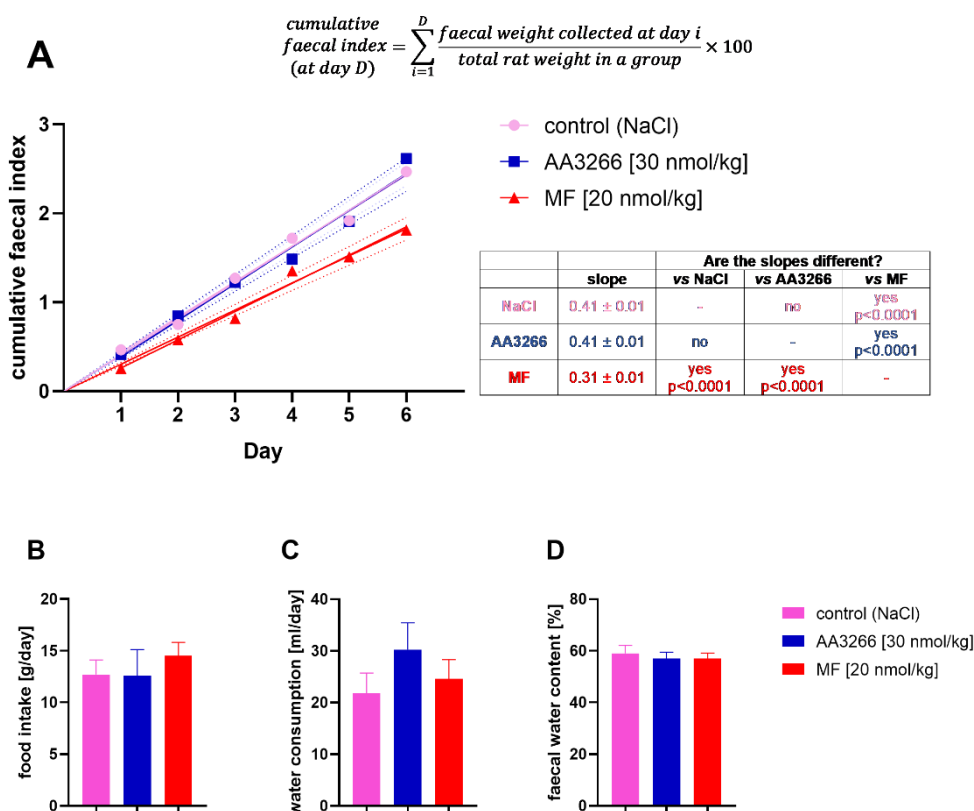 A
cumulative
faecal index
(at day D)
=
D
∑
i=1
faecal weight collected at day i
total rat weight in a group
× 100
cumulative faecal index
3
2
1
0
1 2 3 4 5 6
Day
control (NaCl)
AA3266 [30 nmol/kg]
MF [20 nmol/kg]
Are the slopes different?
slope vs NaCl vs AA3266 vs MF
NaCl 0.41 ± 0.01 - no yes p<0.0001
AA3266 0.41 ± 0.01 no - yes p<0.0001
MF 0.31 ± 0.01 yes p<0.0001 yes p<0.0001 -
B
food intake [g/day]
20
15
10
5
0
C
water consumption [ml/day]
40
30
20
10
0
D
faecal water content [%]
80
60
40
20
0
control (NaCl)
AA3266 [30 nmol/kg]
MF [20 nmol/kg]